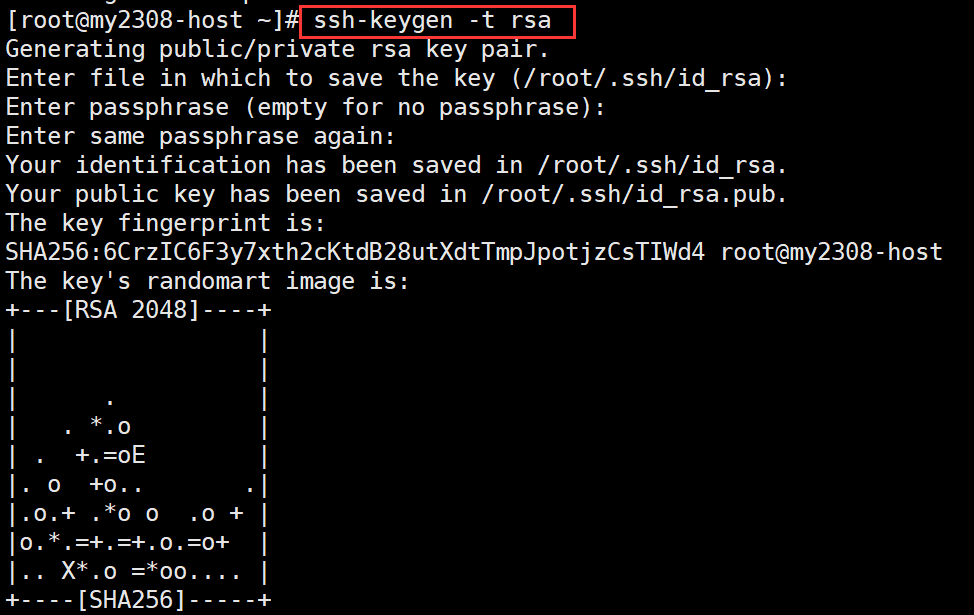 [root@my2308-host ~]# ssh-keygen -t rsa
Generating public/private rsa key pair.
Enter file in which to save the key (/root/.ssh/id_rsa):
Enter passphrase (empty for no passphrase):
Enter same passphrase again:
Your identification has been saved in /root/.ssh/id_rsa.
Your public key has been saved in /root/.ssh/id_rsa.pub.
The key fingerprint is:
SHA256:6CrzIC6F3y7xth2cKtdB28utXdtTmpJpotjzCsTIWd4 root@my2308-host
The key's randomart image is:
+---[RSA 2048]----+
|                 |
|                 |
|      .          |
|   . *.o         |
| .  +.=oE        |
|. o  +o..       .|
|.o.+ .*o o  .o + |
|o.*.=+.=+.o.=o+  |
|.. X*.o =*oo.... |
+----[SHA256]-----+